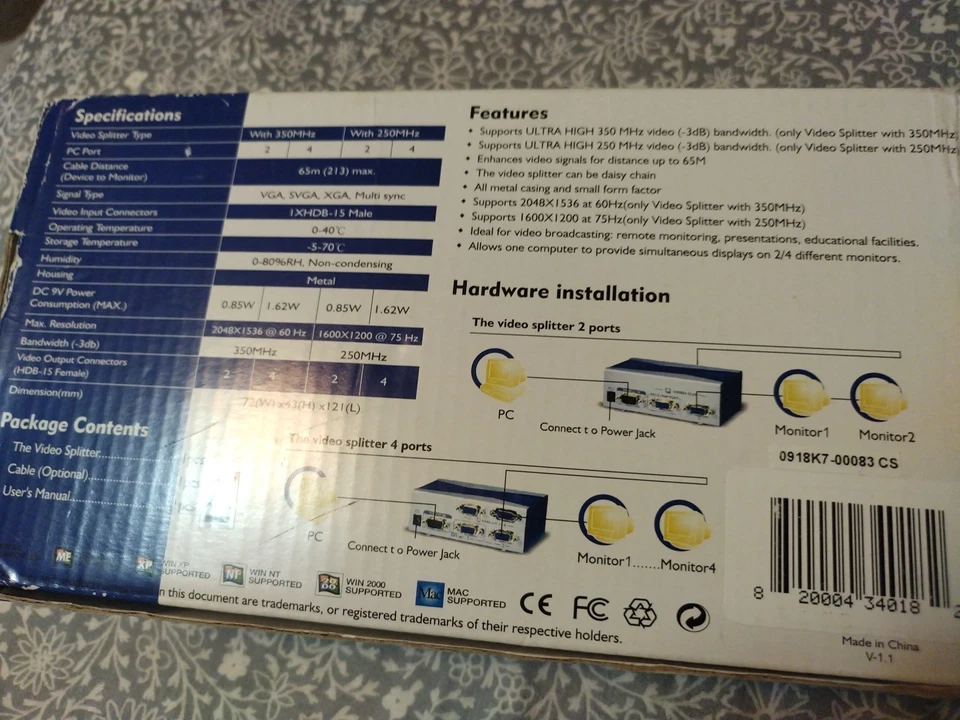 Specifications
Video Splitter Type With 350MHz With 250MHz
PC Port 2 4 2 4
Cable Distance
(Device to Monitor) 65m (213) max.
Signal Type VGA, SVGA, XGA, Multi sync
Video Input Connectors 1XHDB-15 Male
Operating Temperature 0-40℃
Storage Temperature -5-70℃
Humidity 0-80%RH, Non-condensing
Housing Metal
DC 9V Power
Consumption (MAX.) 0.85W 1.62W 0.85W 1.62W
Max. Resolution 2048X1536 @ 60 Hz 1600X1200 @ 75 Hz
Bandwidth (-3db) 350MHz 250MHz
Video Output Connectors
(HDB-15 Female) 2 4 2 4
Dimension(mm) 72(W)x43(H)x121(L)
Package Contents
The Video Splitter
Cable (Optional)
User's Manual
Features
• Supports ULTRA HIGH 350 MHz video (-3dB) bandwidth. (only Video Splitter with 350MHz)
• Supports ULTRA HIGH 250 MHz video (-3dB) bandwidth. (only Video Splitter with 250MHz)
• Enhances video signals for distance up to 65M
• The video splitter can be daisy chain
• All metal casing and small form factor
• Supports 2048X1536 at 60Hz(only Video Splitter with 350MHz)
• Supports 1600X1200 at 75Hz(only Video Splitter with 250MHz)
• Ideal for video broadcasting: remote monitoring, presentations, educational facilities.
• Allows one computer to provide simultaneous displays on 2/4 different monitors.
Hardware installation
The video splitter 2 ports
PC
Connect t o Power Jack
Monitor1 Monitor2
0918K7-00083 CS
The video splitter 4 ports
PC
Connect t o Power Jack
Monitor1.......Monitor4
ME
XP WIN XP
SUPPORTED
NT WIN NT
SUPPORTED
WIN 2000
SUPPORTED
Mac MAC
SUPPORTED
CE FC
n this document are trademarks, or registered trademarks of their respective holders.
8 20004 34018 2
Made in China
V-1.1